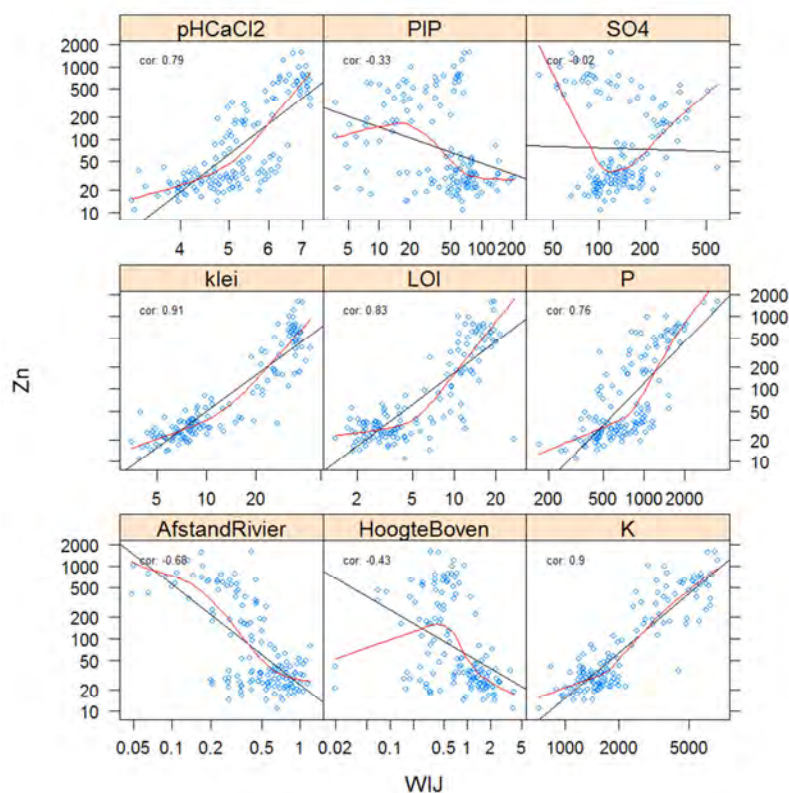 pHCaCl2 PIP SO4
cor: 0.79 cor: -0.33 cor: -0.02
2000
1000
500
200
100
50
20
10
4 5 6 7 5 10 20 50 100 200 50 100 200 500
klei LOI P
cor: 0.91 cor: 0.83 cor: 0.76
2000
1000
500
200
100
50
20
10
5 10 20 2 5 10 20 200 500 1000 2000
Zn
AfstandRivier HoogteBoven K
cor: -0.68 cor: -0.43 cor: 0.9
2000
1000
500
200
100
50
20
10
0.05 0.1 0.2 0.5 1 0.02 0.1 0.5 1 2 5 1000 2000 5000
WIJ